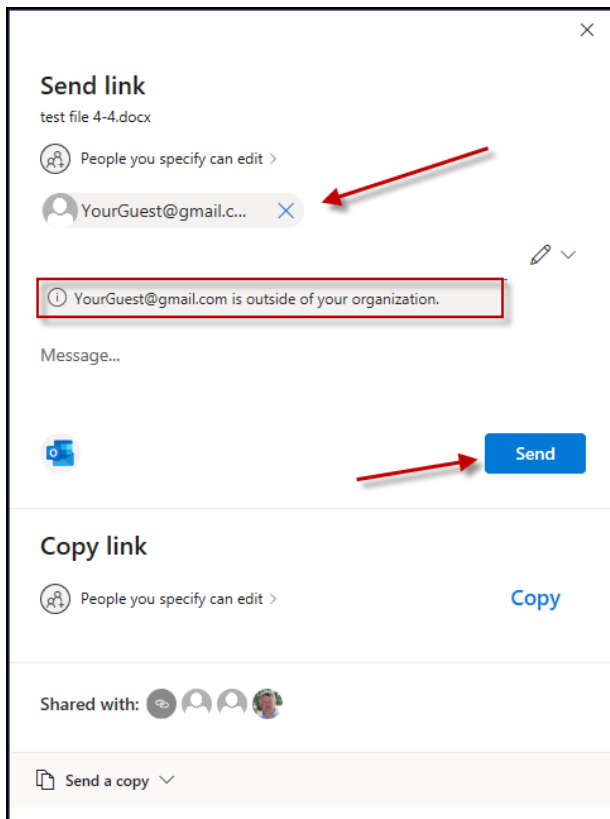 Send link
test file 4-4.docx
People you specify can edit >
YourGuest@gmail.c...
YourGuest@gmail.com is outside of your organization.
Message...
Send
Copy link
People you specify can edit >
Copy
Shared with:
Send a copy